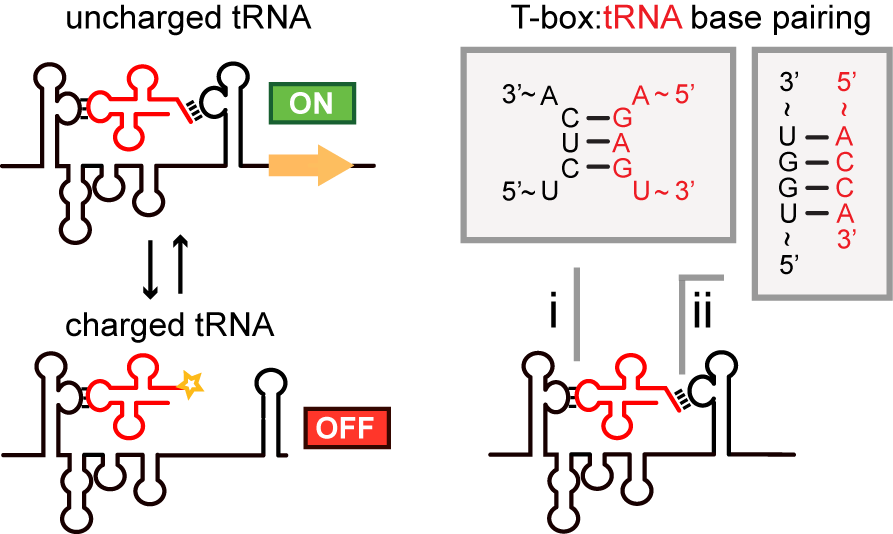 uncharged tRNA
ON
charged tRNA
OFF
T-box:tRNA base pairing
3’~A A~5’
C – G
U – A
C – G
5’~U U~3’
3’ 5’
~ ~
U – A
G – C
G – C
U – A
~ 3’
5’
i
ii